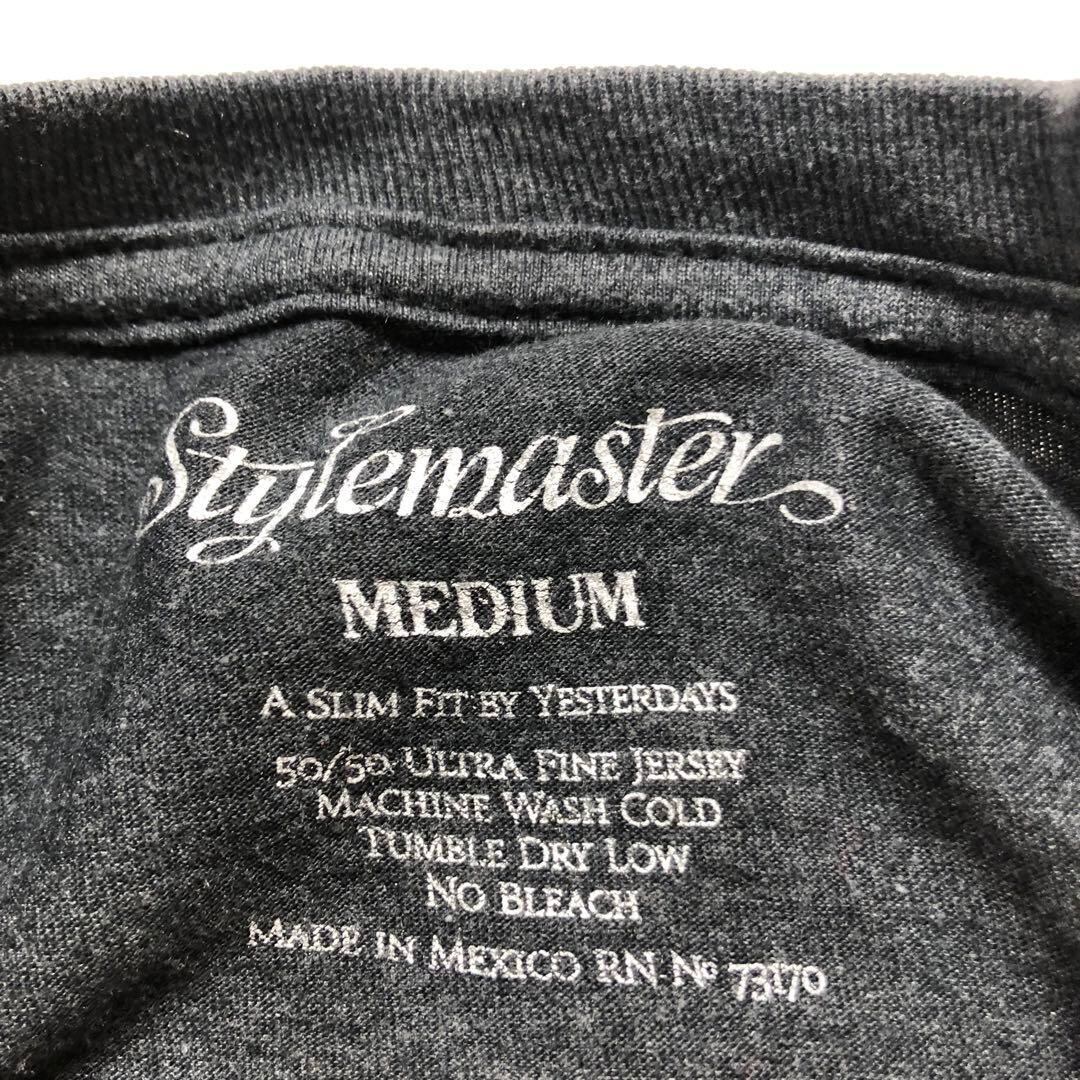 Stylemaster
MEDIUM
A SLIM FIT BY YESTERDAYS
50/50 ULTRA FINE JERSEY
MACHINE WASH COLD
TUMBLE DRY LOW
NO BLEACH
MADE IN MEXICO RN Nº 73170